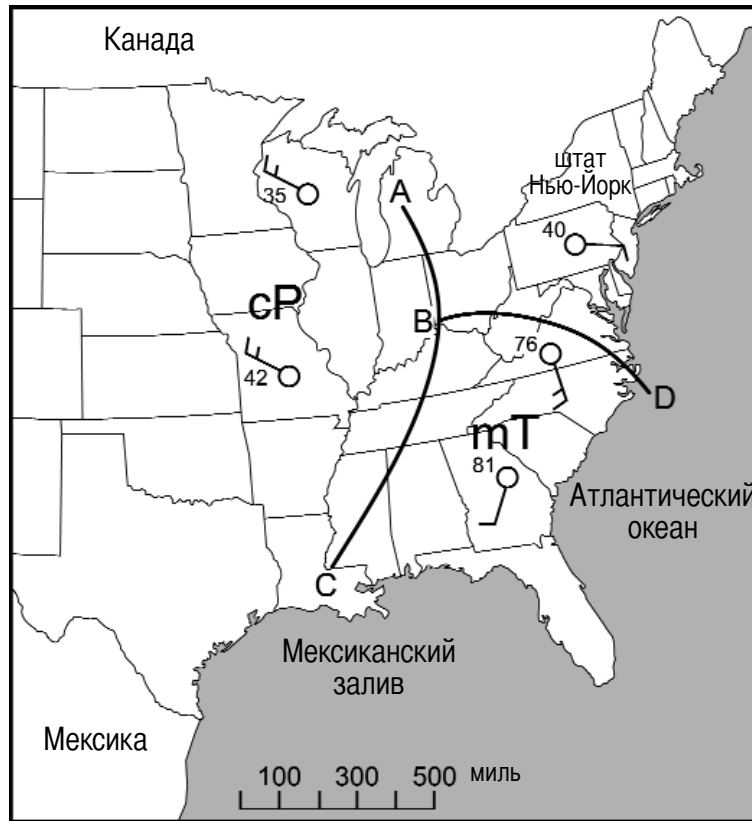 Канада
штат
Нью-Йорк
A
35
40
cP
B
76
42
D
mT
81
Атлантический
океан
C
Мексиканский
залив
Мексика
100 300 500 миль